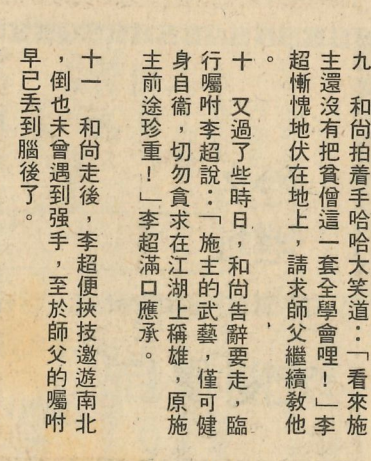 九　和尚拍着手哈哈大笑道：「看來施
主還沒有把貧僧這一套全學會哩！」李
超慚愧地伏在地上，請求師父繼續教他
。
十　又過了些時日，和尚告辭要走，臨
行囑咐李超說：「施主的武藝，僅可健
身自衞，切勿貪求在江湖上稱雄，原施
主前途珍重！」李超滿口應承。
十一　和尚走後，李超便挾技邀遊南北
，倒也未曾遇到强手，至於師父的囑咐
早已丢到腦後了。